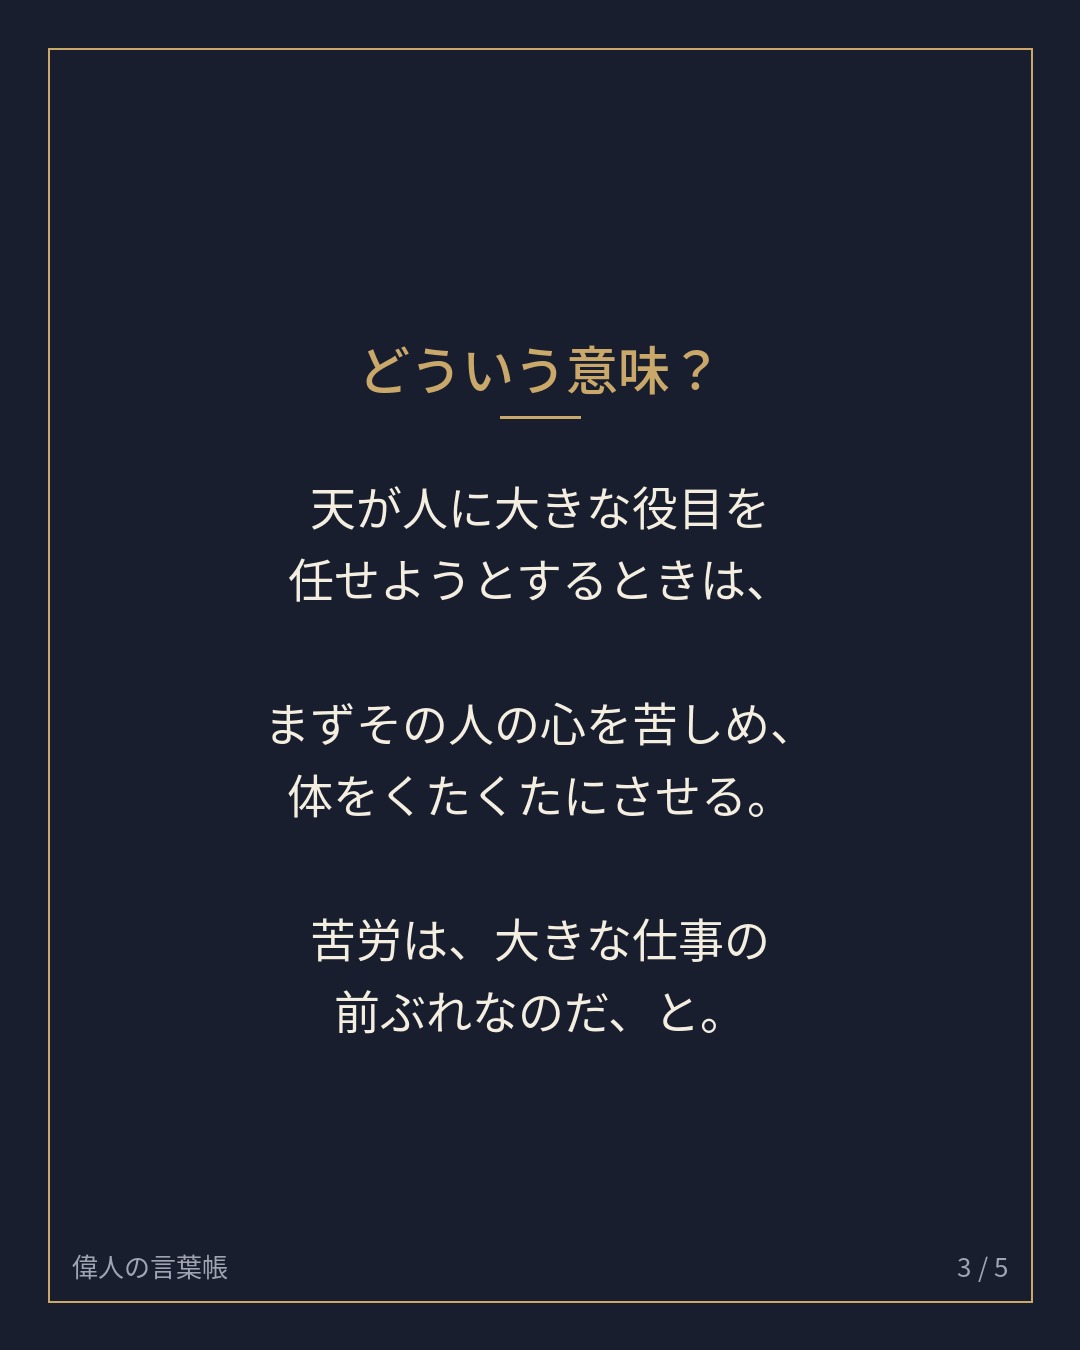 どういう意味？
天が人に大きな役目を
任せようとするときは、
まずその人の心を苦しめ、
体をくたくたにさせる。
苦労は、大きな仕事の
前ぶれなのだ、と。
偉人の言葉帳
3 / 5